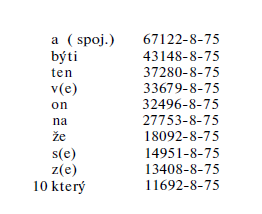 a ( spoj.) 67122-8-75
býti 43148-8-75
ten 37280-8-75
v(e) 33679-8-75
on 32496-8-75
na 27753-8-75
že 18092-8-75
s(e) 14951-8-75
z(e) 13408-8-75
10 který 11692-8-75